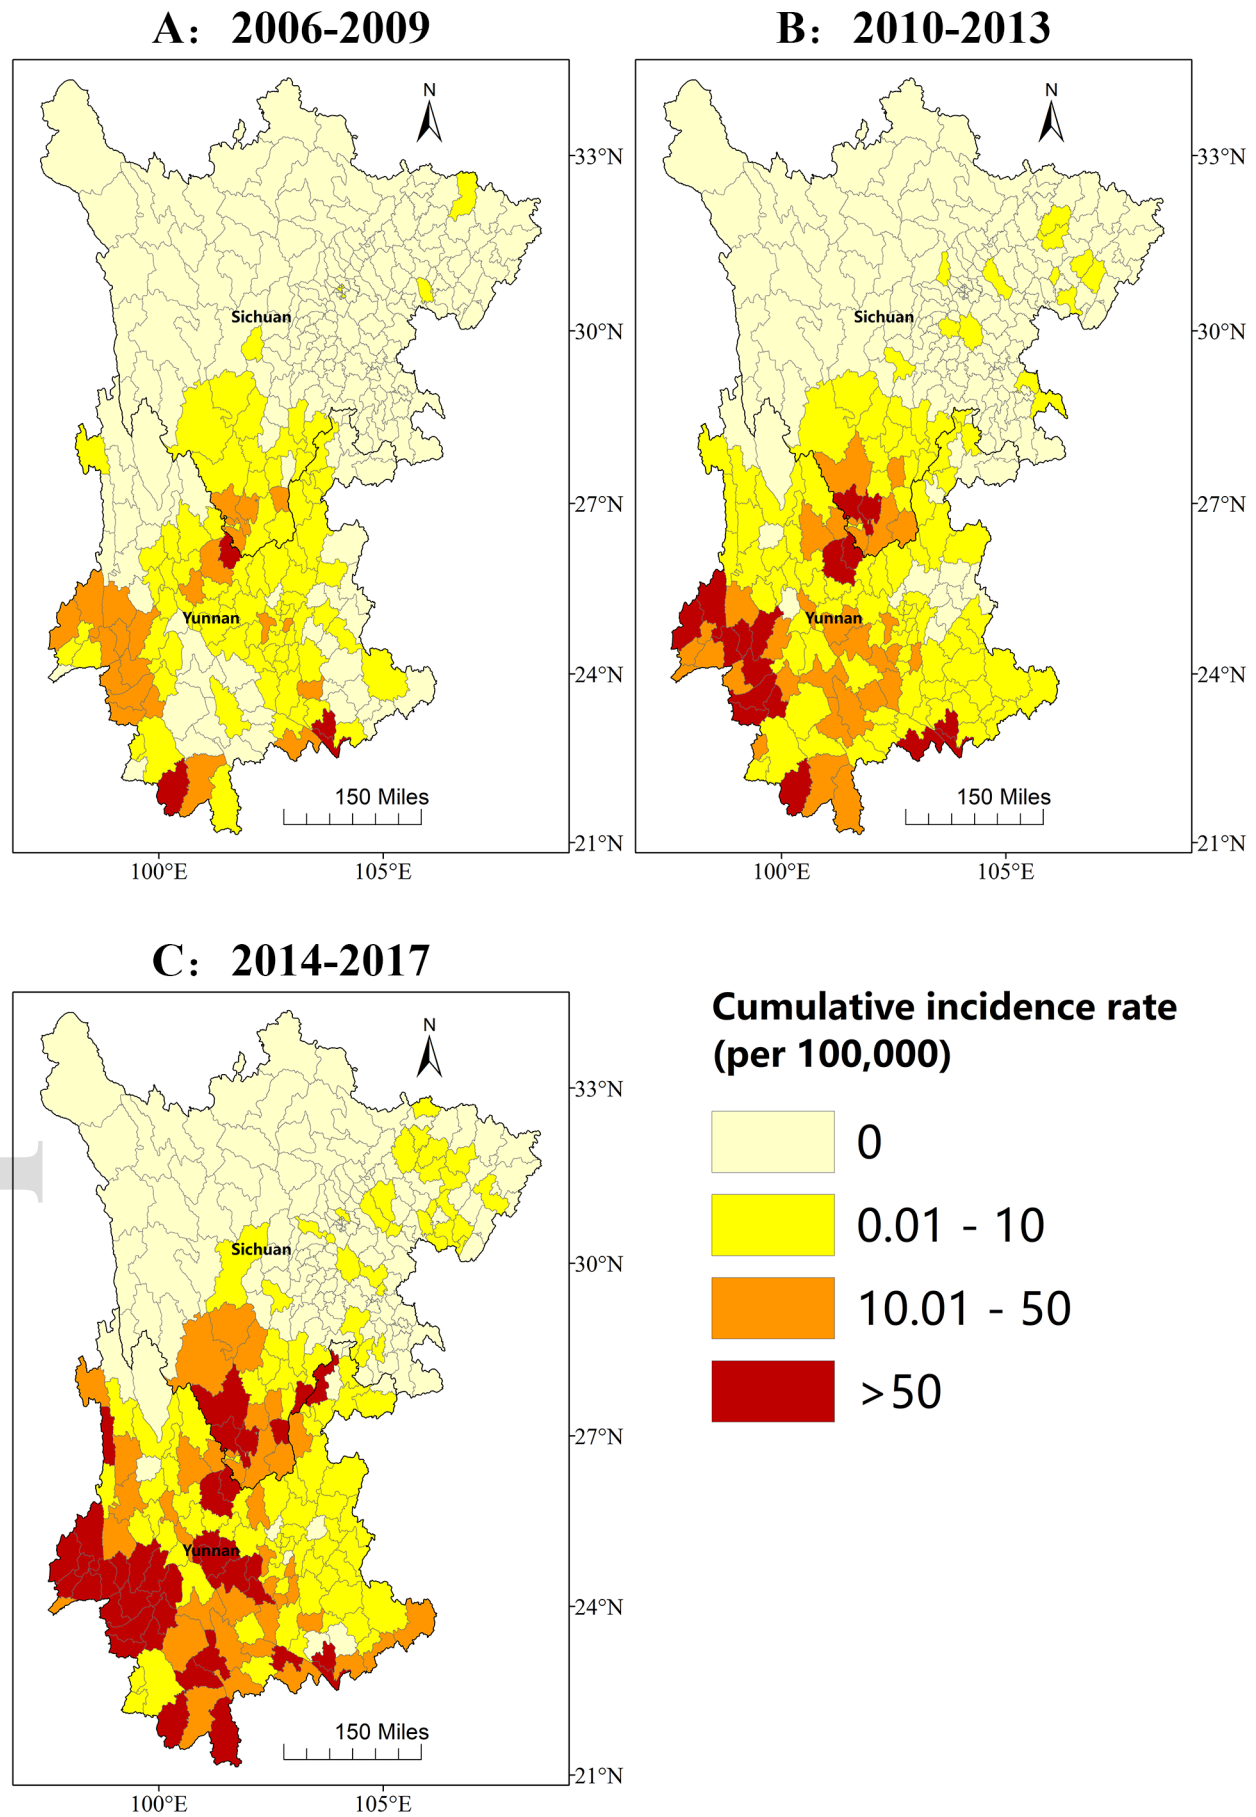 A： 2006-2009
B： 2010-2013
N
N
33°N
33°N
Sichuan
Sichuan
30°N
30°N
27°N
27°N
Yunnan
Yunnan
24°N
24°N
150 Miles
150 Miles
21°N
21°N
100°E
105°E
100°E
105°E
C： 2014-2017
N
33°N
Sichuan
30°N
27°N
Yunnan
24°N
150 Miles
21°N
100°E
105°E
Cumulative incidence rate
(per 100,000)
0
0.01 - 10
10.01 - 50
>50